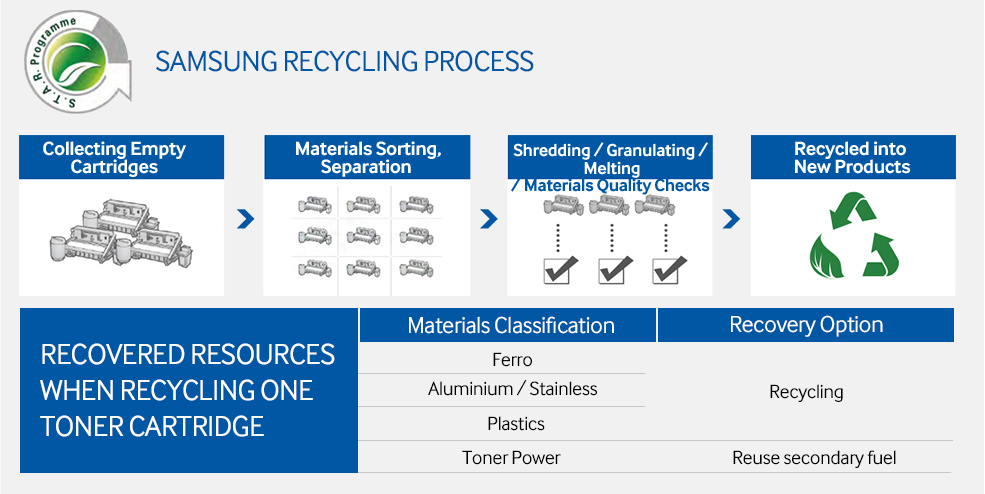 S.T.A.R. Programme
SAMSUNG RECYCLING PROCESS
Collecting Empty
Cartridges
Materials Sorting,
Separation
Shredding / Granulating /
Melting
/ Materials Quality Checks
Recycled into
New Products
RECOVERED RESOURCES
WHEN RECYCLING ONE
TONER CARTRIDGE
Materials Classification
Recovery Option
Ferro
Aluminium / Stainless
Plastics
Recycling
Toner Power
Reuse secondary fuel